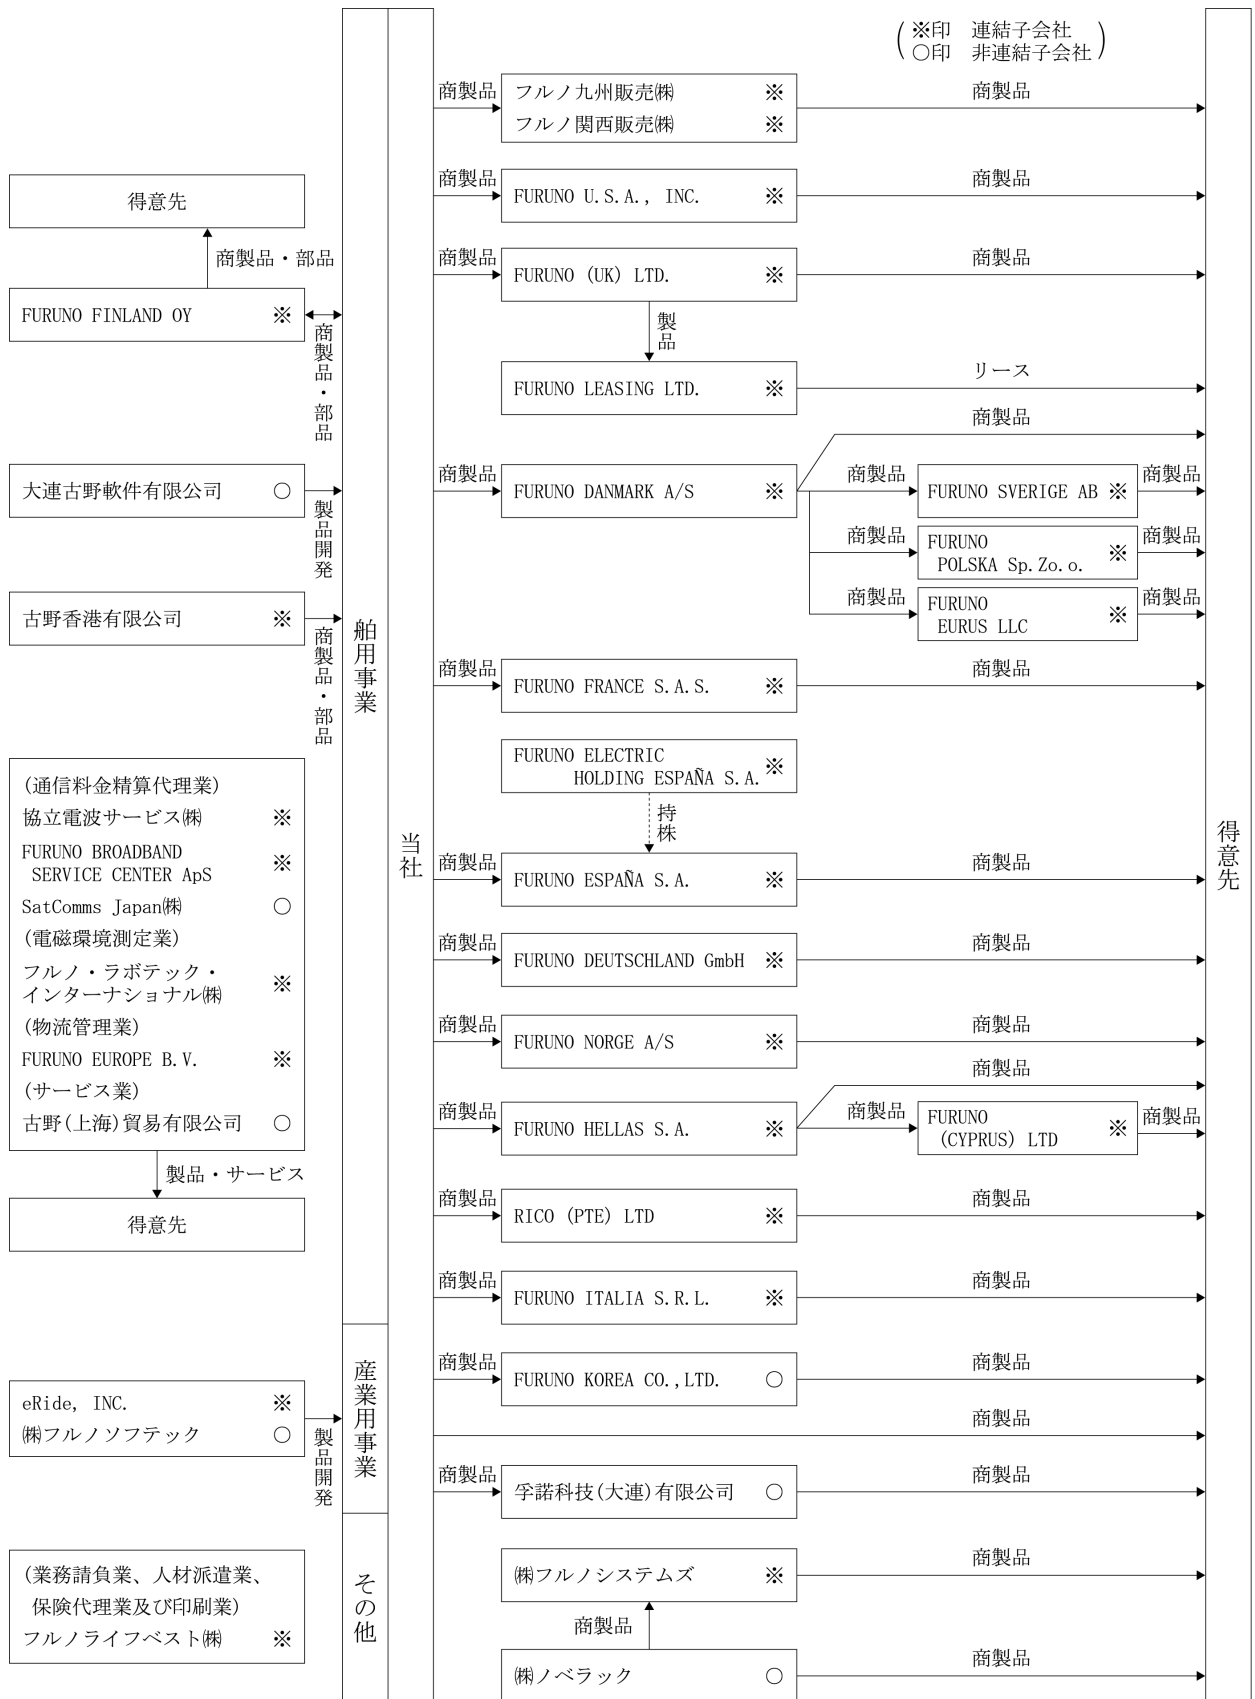 ※印　連結子会社
○印　非連結子会社
得意先
商製品・部品
FURUNO FINLAND OY ※
商製品・部品
大連古野軟件有限公司 ○
製品開発
古野香港有限公司 ※
商製品・部品
(通信料金精算代理業)
協立電波サービス㈱ ※
FURUNO BROADBAND
SERVICE CENTER ApS ※
SatComms Japan㈱ ○
(電磁環境測定業)
フルノ・ラボテック・
インターナショナル㈱ ※
(物流管理業)
FURUNO EUROPE B.V. ※
(サービス業)
古野(上海)貿易有限公司 ○
製品・サービス
得意先
eRide, INC. ※
㈱フルノソフテック ○
製品開発
(業務請負業、人材派遣業、
保険代理業及び印刷業)
フルノライフベスト㈱ ※
舶用事業
産業用事業
その他
当社
商製品
フルノ九州販売㈱ ※
フルノ関西販売㈱ ※
商製品
商製品
FURUNO U.S.A., INC. ※
商製品
商製品
FURUNO (UK) LTD. ※
商製品
製品
FURUNO LEASING LTD. ※
リース
商製品
商製品
FURUNO DANMARK A/S ※
商製品
FURUNO SVERIGE AB ※
商製品
商製品
FURUNO
POLSKA Sp.Zo.o. ※
商製品
商製品
FURUNO
EURUS LLC ※
商製品
商製品
FURUNO FRANCE S.A.S. ※
商製品
FURUNO ELECTRIC
HOLDING ESPAÑA S.A. ※
持株
商製品
FURUNO ESPAÑA S.A. ※
商製品
商製品
FURUNO DEUTSCHLAND GmbH ※
商製品
商製品
FURUNO NORGE A/S ※
商製品
商製品
商製品
FURUNO HELLAS S.A. ※
商製品
FURUNO
(CYPRUS) LTD ※
商製品
商製品
RICO (PTE) LTD ※
商製品
商製品
FURUNO ITALIA S.R.L. ※
商製品
商製品
FURUNO KOREA CO.,LTD. ○
商製品
商製品
商製品
孚諾科技(大連)有限公司 ○
商製品
㈱フルノシステムズ ※
商製品
商製品
㈱ノベラック ○
商製品
得意先